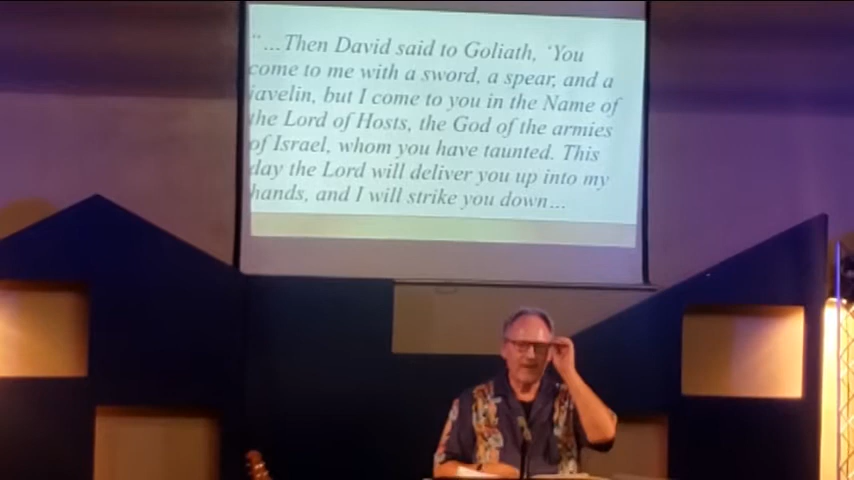 “…Then David said to Goliath, ‘You
come to me with a sword, a spear, and a
javelin, but I come to you in the Name of
the Lord of Hosts, the God of the armies
of Israel, whom you have taunted. This
day the Lord will deliver you up into my
hands, and I will strike you down…